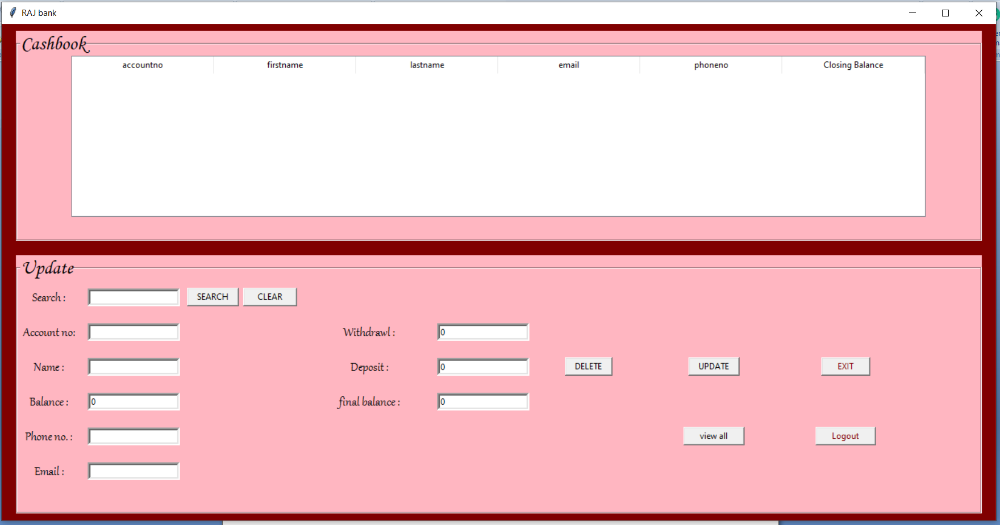 RAJ bank
Cashbook
accountno firstname lastname email phoneno Closing Balance
Update
Search : SEARCH CLEAR
Account no: Withdrawl : 0
Name : Deposit : 0 DELETE UPDATE EXIT
Balance : 0 final balance : 0
Phone no. : view all Logout
Email :